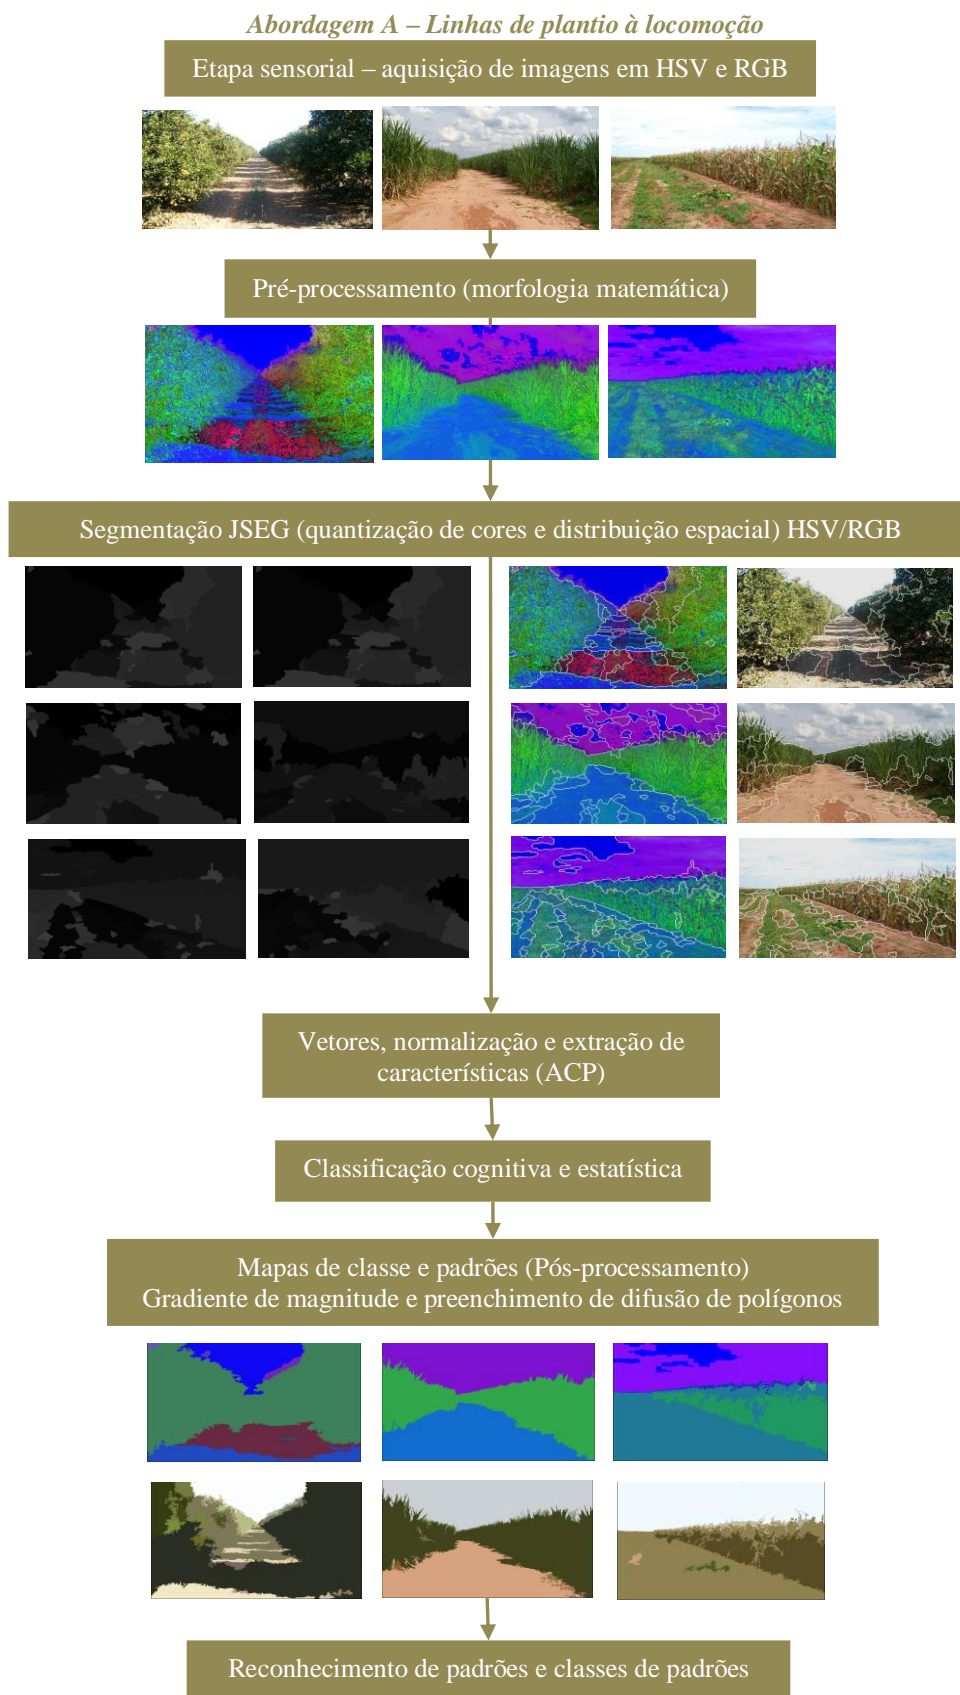 Abordagem A – Linhas de plantio à locomoção
Etapa sensorial – aquisição de imagens em HSV e RGB
Pré-processamento (morfologia matemática)
Segmentação JSEG (quantização de cores e distribuição espacial) HSV/RGB
Vetores, normalização e extração de
características (ACP)
Classificação cognitiva e estatística
Mapas de classe e padrões (Pós-processamento)
Gradiente de magnitude e preenchimento de difusão de polígonos
Reconhecimento de padrões e classes de padrões